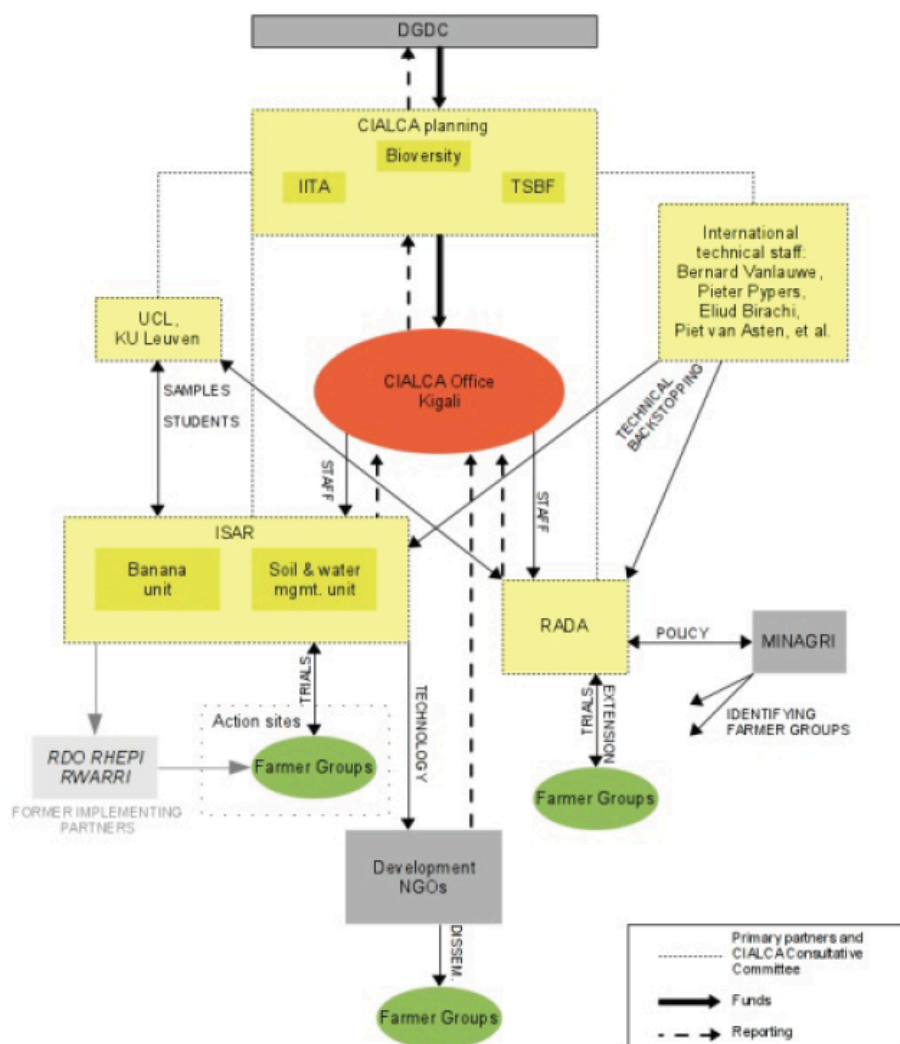 DGDC
CIALCA planning
Bioversity
IITA
TSBF
International
technical staff:
Bernard Vanlauwe,
Pieter Pypers,
Eliud Birachi,
Piet van Asten, et al.
UCL,
KU Leuven
CIALCA Office
Kigali
SAMPLES
STUDENTS
TECHNICAL
BACKSTOPPING
STAFF
STAFF
ISAR
Banana
unit
Soil & water
mgmt. unit
RADA
POLICY
MINAGRI
TRIALS
TECHNOLOGY
Action sites
TRIALS
EXTENSION
IDENTIFYING
FARMER GROUPS
RDO RHEPI
RWARRI
Farmer Groups
FORMER IMPLEMENTING
PARTNERS
Farmer Groups
Development
NGOs
DISSEM.
Farmer Groups
Primary partners and
CIALCA Consultative
Committee
Funds
Reporting